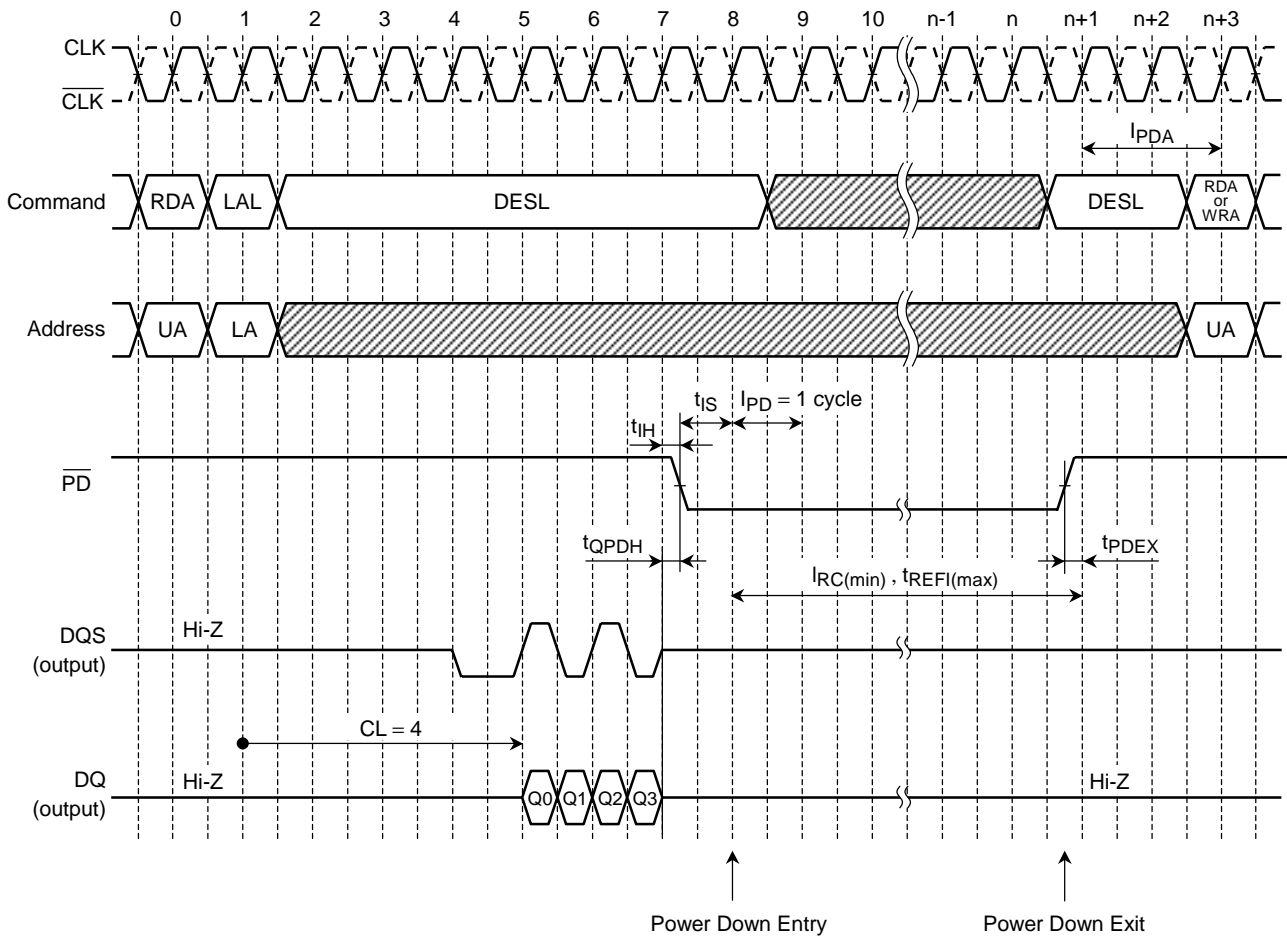 0 1 2 3 4 5 6 7 8 9 10 n-1 n n+1 n+2 n+3
CLK
CLK
IPDA
Command RDA LAL DESL DESL RDA or WRA
Address UA LA UA
tIS IPD = 1 cycle
tIH
PD
tQPDH tPDEX
IRC(min) , tREFI(max)
DQS
(output)
Hi-Z
CL = 4
DQ
(output)
Hi-Z Q0 Q1 Q2 Q3 Hi-Z
Power Down Entry Power Down Exit